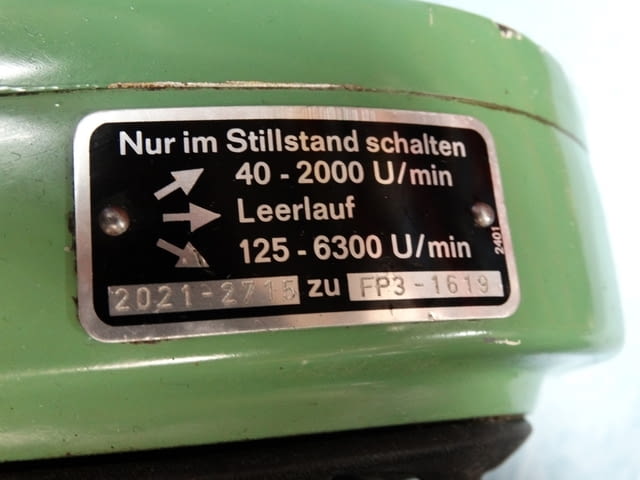 Nur im Stillstand schalten
40 - 2000 U/min
Leerlauf
125 - 6300 U/min
2021-2715 zu FP3-1619
2401